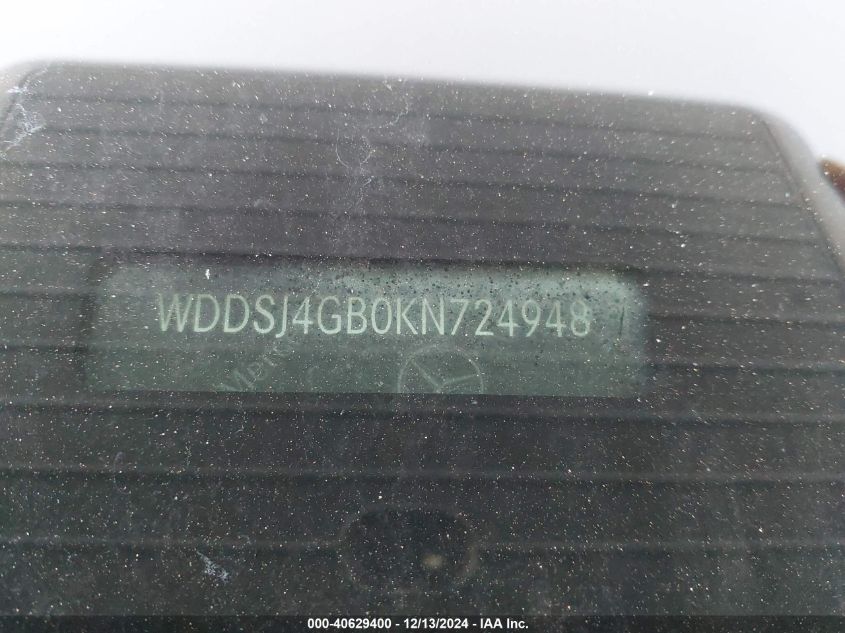 WDDSJ4GB0KN724948
000-40629400 - 12/13/2024 - IAA Inc.